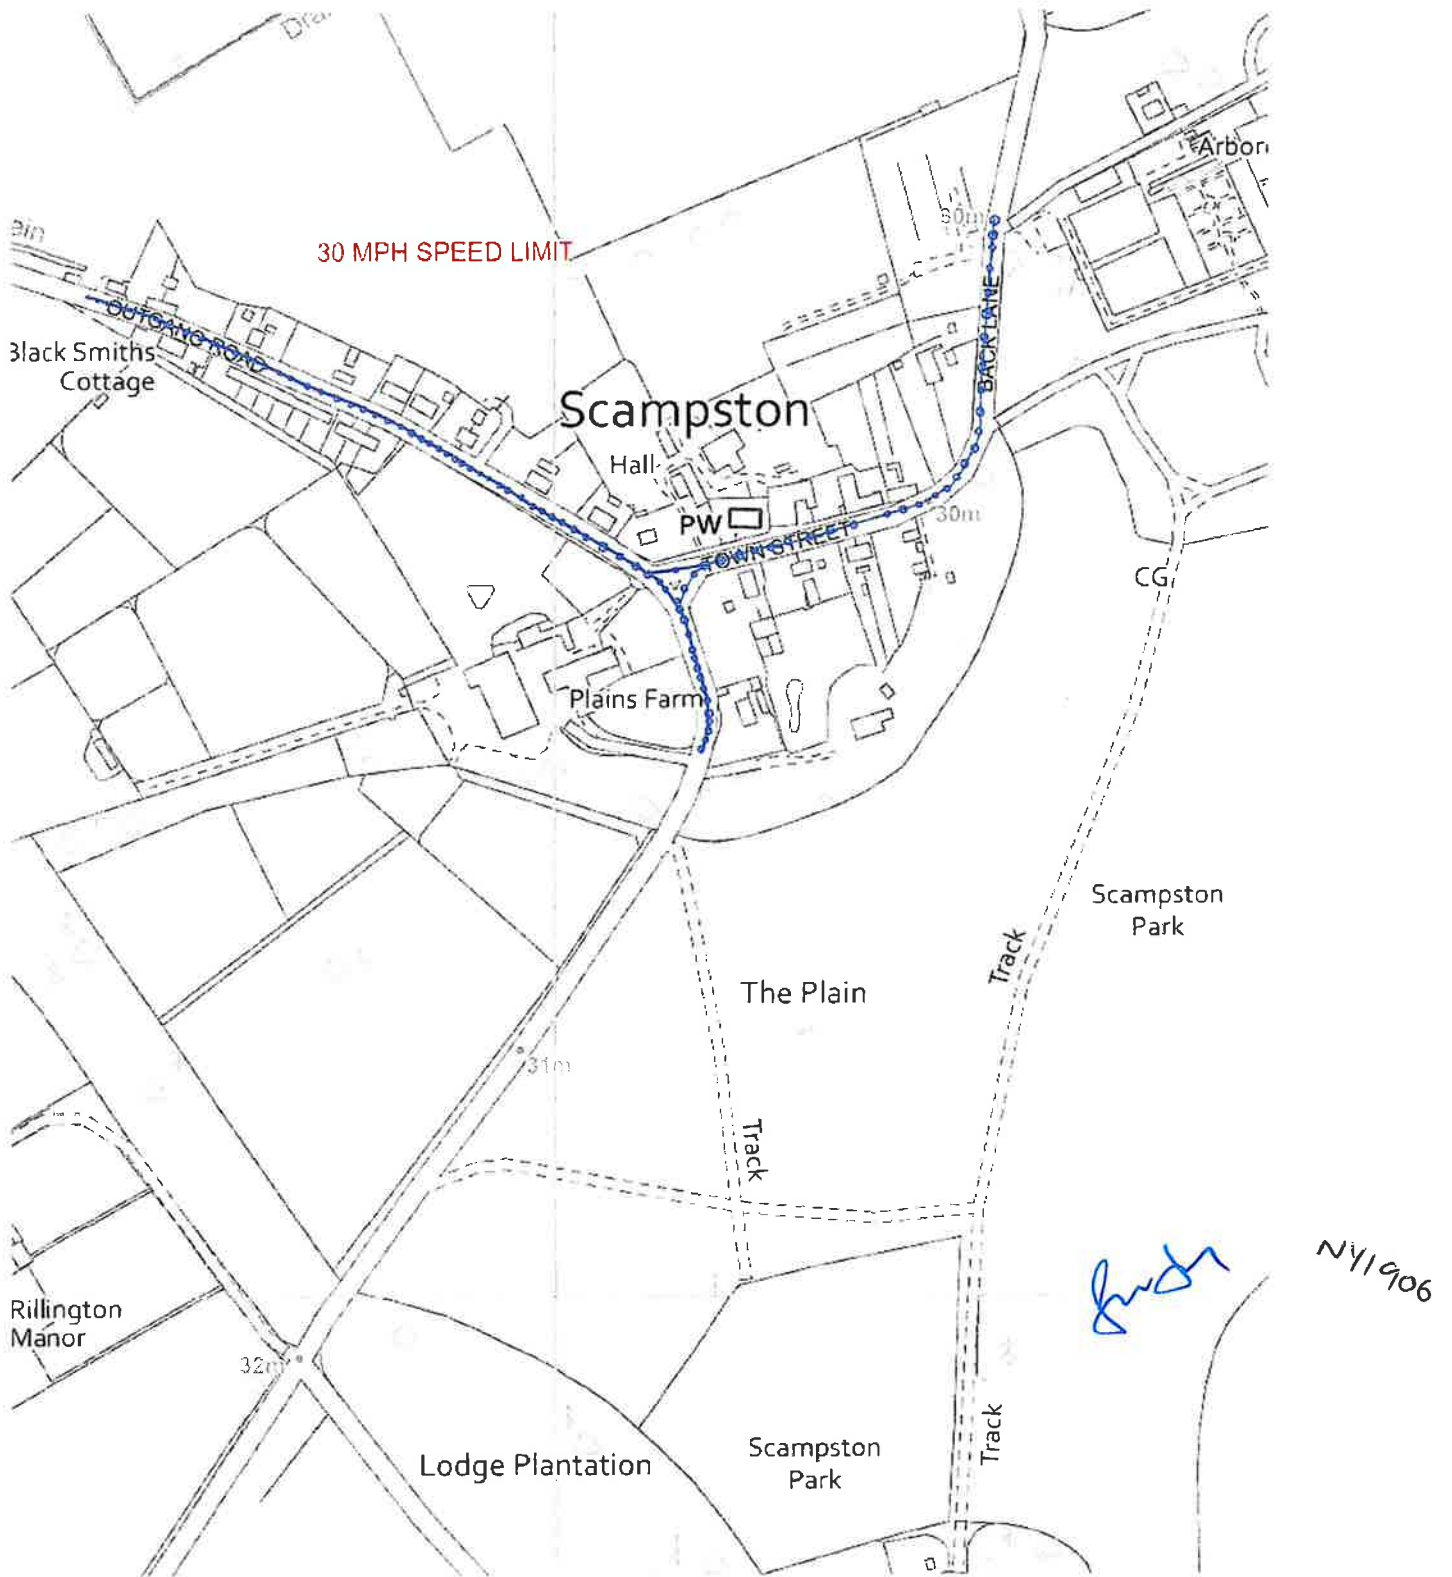 Drai
Arbor
30m
ain
30 MPH SPEED LIMIT
OUTGANG ROAD
BACK LANE
Black Smiths
Cottage
Scampston
Hall
PW
30m
TOWN STREET
CG
Plains Farm
Scampston
Park
Track
The Plain
31m
Track
NY1906
Rillington
Manor
32m
Track
Lodge Plantation
Scampston
Park